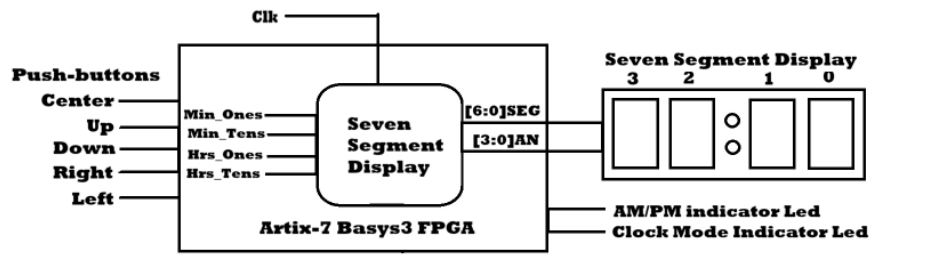 Clk
Push-buttons
Center
Up
Down
Right
Left
Min_Ones
Min_Tens
Hrs_Ones
Hrs_Tens
Seven
Segment
Display
Artix-7 Basys3 FPGA
[6:0]SEG
[3:0]AN
Seven Segment Display
3 2 1 0
AM/PM indicator Led
Clock Mode Indicator Led